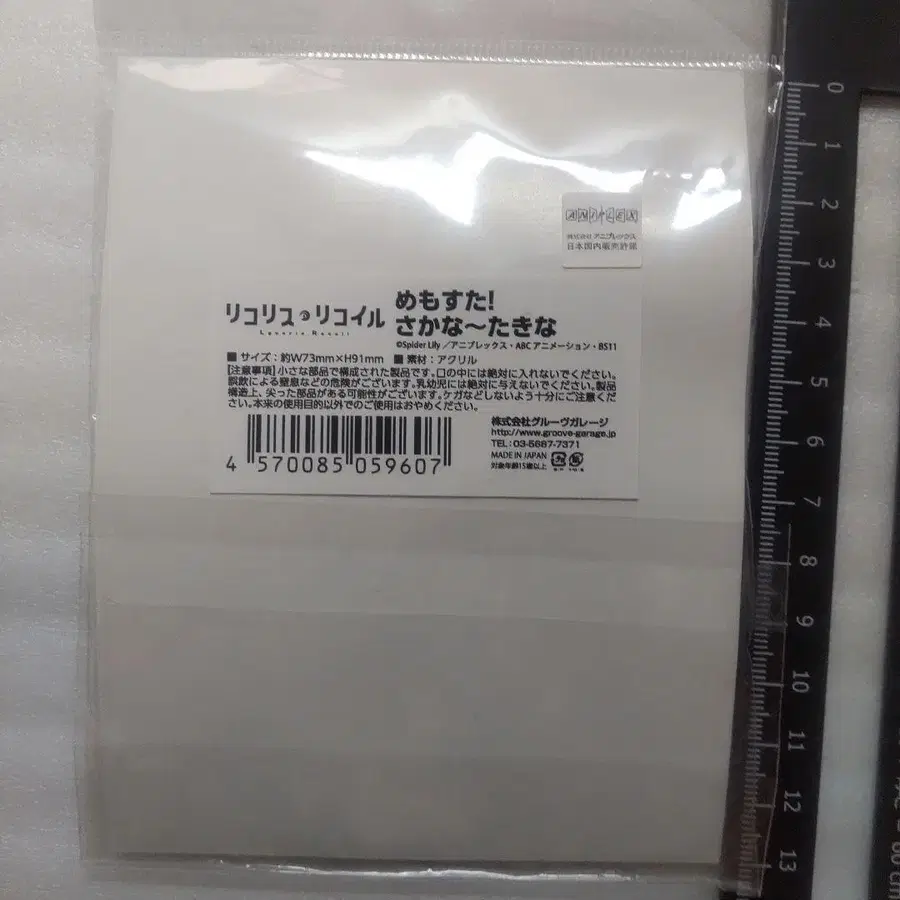 ANIPLEX
株式会社 アニプレックス
日本国内販売許諾
リコリス・リコイル
Lycoris Recoil
めもすた!
さかな〜たきな
©Spider Lily／アニプレックス・ABC アニメーション・BS11
■ サイズ：約W73mm×H91mm ■ 素材：アクリル
[注意事項]小さな部品で構成された製品です。口の中には絶対に入れないでください。
誤飲による窒息などの危険がございます。乳幼児には絶対に与えないでください。製品
構造上、尖った部品がある可能性がございます。ケガなどしないよう十分にご注意くだ
さい。本来の使用目的以外でのご使用はおやめください。
4 570085 059607
株式会社グルーヴガレージ
http://www.groove-garage.jp
TEL：03-5687-7371
MADE IN JAPAN
対象年齢15歳以上
0
1
2
3
4
5
6
7
8
9
10
11
12
13